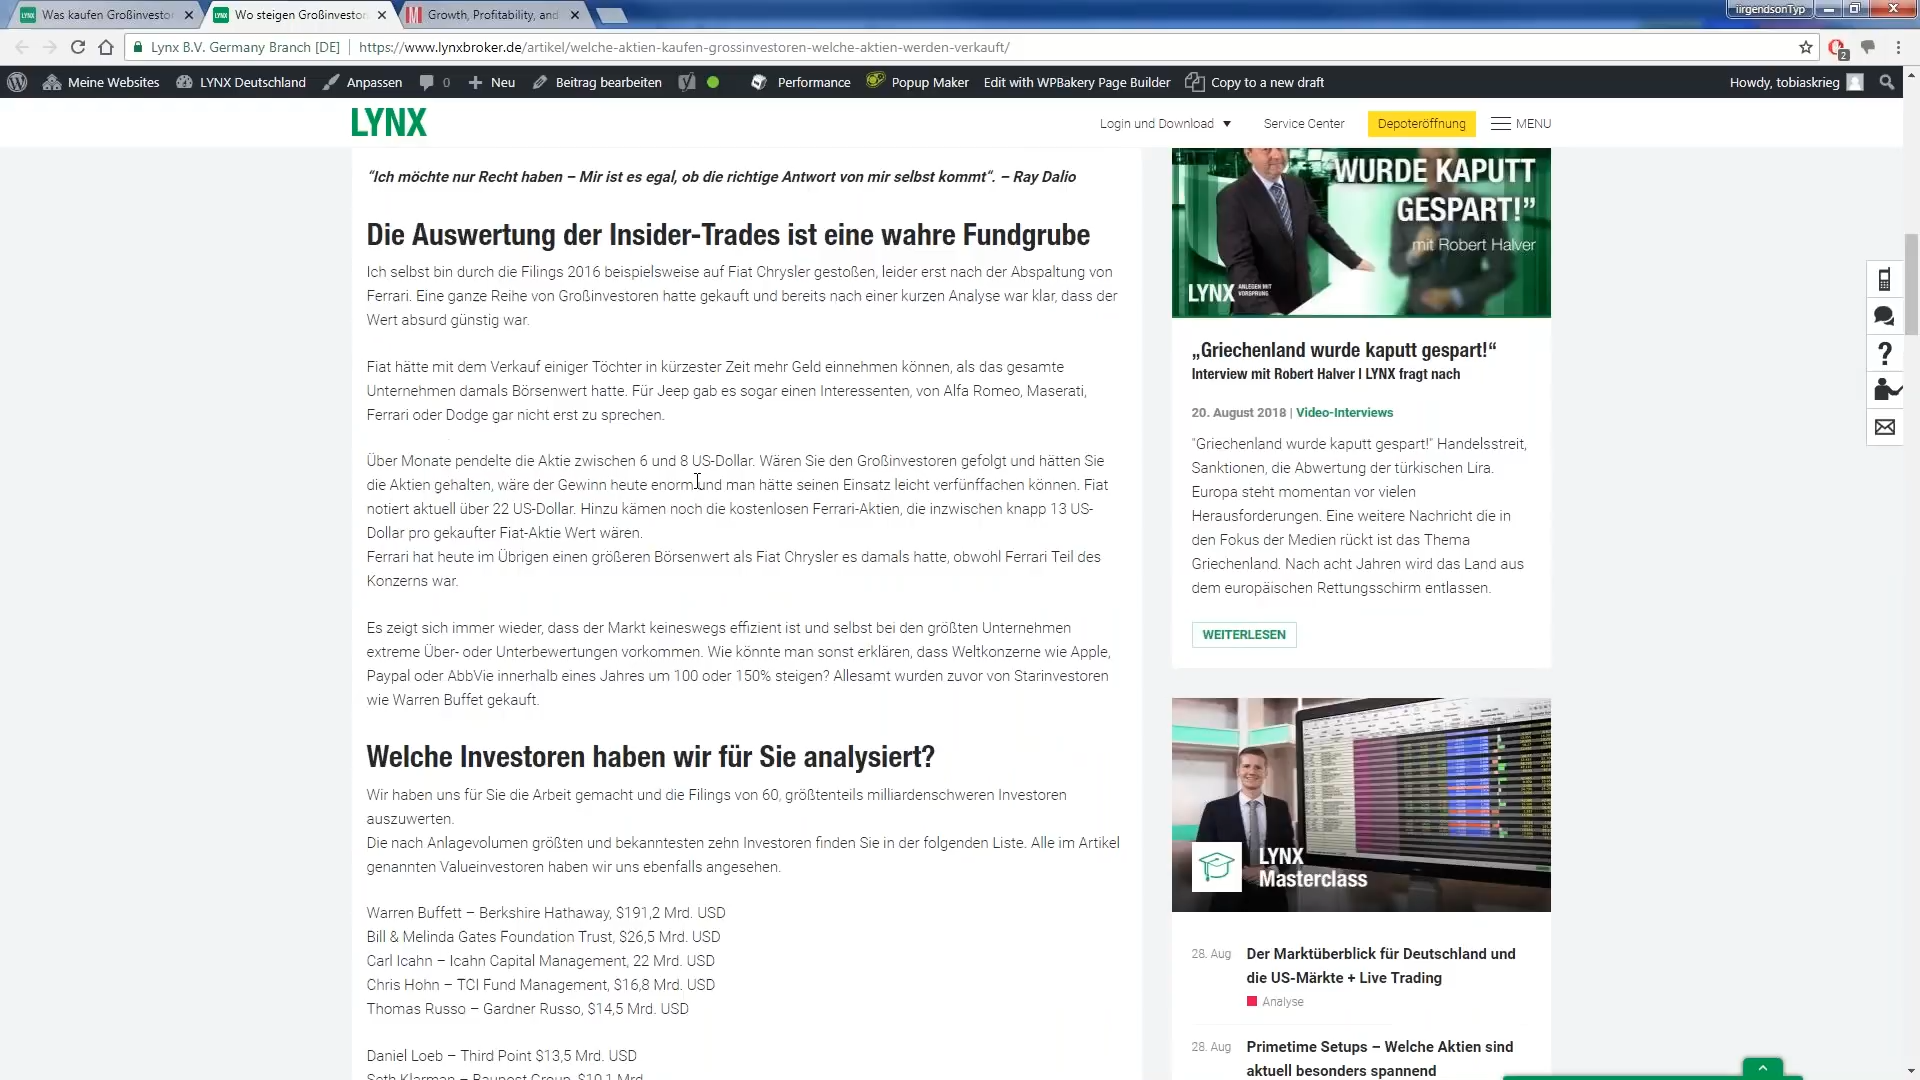 Was kaufen Großinvestor
Wo steigen Großinvestor
Growth, Profitability, and
iirgendsonTyp
Lynx B.V. Germany Branch [DE]
https://www.lynxbroker.de/artikel/welche-aktien-kaufen-grossinvestoren-welche-aktien-werden-verkauft/
2
Meine Websites
LYNX Deutschland
Anpassen
0
Neu
Beitrag bearbeiten
Performance
Popup Maker
Edit with WPBakery Page Builder
Copy to a new draft
Howdy, tobiaskrieg
LYNX
Login und Download
Service Center
Depoteröffnung
MENU
"Ich möchte nur Recht haben – Mir ist es egal, ob die richtige Antwort von mir selbst kommt“. – Ray Dalio
Die Auswertung der Insider-Trades ist eine wahre Fundgrube
Ich selbst bin durch die Filings 2016 beispielsweise auf Fiat Chrysler gestoßen, leider erst nach der Abspaltung von
Ferrari. Eine ganze Reihe von Großinvestoren hatte gekauft und bereits nach einer kurzen Analyse war klar, dass der
Wert absurd günstig war.
Fiat hätte mit dem Verkauf einiger Töchter in kürzester Zeit mehr Geld einnehmen können, als das gesamte
Unternehmen damals Börsenwert hatte. Für Jeep gab es sogar einen Interessenten, von Alfa Romeo, Maserati,
Ferrari oder Dodge gar nicht erst zu sprechen.
Über Monate pendelte die Aktie zwischen 6 und 8 US-Dollar. Wären Sie den Großinvestoren gefolgt und hätten Sie
die Aktien gehalten, wäre der Gewinn heute enorm und man hätte seinen Einsatz leicht verfünffachen können. Fiat
notiert aktuell über 22 US-Dollar. Hinzu kämen noch die kostenlosen Ferrari-Aktien, die inzwischen knapp 13 US-
Dollar pro gekaufter Fiat-Aktie Wert wären.
Ferrari hat heute im Übrigen einen größeren Börsenwert als Fiat Chrysler es damals hatte, obwohl Ferrari Teil des
Konzerns war.
Es zeigt sich immer wieder, dass der Markt keineswegs effizient ist und selbst bei den größten Unternehmen
extreme Über- oder Unterbewertungen vorkommen. Wie könnte man sonst erklären, dass Weltkonzerne wie Apple,
Paypal oder AbbVie innerhalb eines Jahres um 100 oder 150% steigen? Allesamt wurden zuvor von Starinvestoren
wie Warren Buffet gekauft.
Welche Investoren haben wir für Sie analysiert?
Wir haben uns für Sie die Arbeit gemacht und die Filings von 60, größtenteils milliardenschweren Investoren
auszuwerten.
Die nach Anlagevolumen größten und bekanntesten zehn Investoren finden Sie in der folgenden Liste. Alle im Artikel
genannten Valueinvestoren haben wir uns ebenfalls angesehen.
Warren Buffett – Berkshire Hathaway, $191,2 Mrd. USD
Bill & Melinda Gates Foundation Trust, $26,5 Mrd. USD
Carl Icahn – Icahn Capital Management, 22 Mrd. USD
Chris Hohn – TCI Fund Management, $16,8 Mrd. USD
Thomas Russo – Gardner Russo, $14,5 Mrd. USD
Daniel Loeb – Third Point $13,5 Mrd. USD
Seth Klarman – Baupost Group, $10,1 Mrd.
WURDE KAPUTT
GESPART!”
mit Robert Halver
LYNX ANLEGEN MIT VORSPRUNG
„Griechenland wurde kaputt gespart!“
Interview mit Robert Halver I LYNX fragt nach
20. August 2018 | Video-Interviews
"Griechenland wurde kaputt gespart!" Handelsstreit,
Sanktionen, die Abwertung der türkischen Lira.
Europa steht momentan vor vielen
Herausforderungen. Eine weitere Nachricht die in
den Fokus der Medien rückt ist das Thema
Griechenland. Nach acht Jahren wird das Land aus
dem europäischen Rettungsschirm entlassen.
WEITERLESEN
LYNX
Masterclass
28. Aug
Der Marktüberblick für Deutschland und
die US-Märkte + Live Trading
Analyse
28. Aug
Primetime Setups – Welche Aktien sind
aktuell besonders spannend